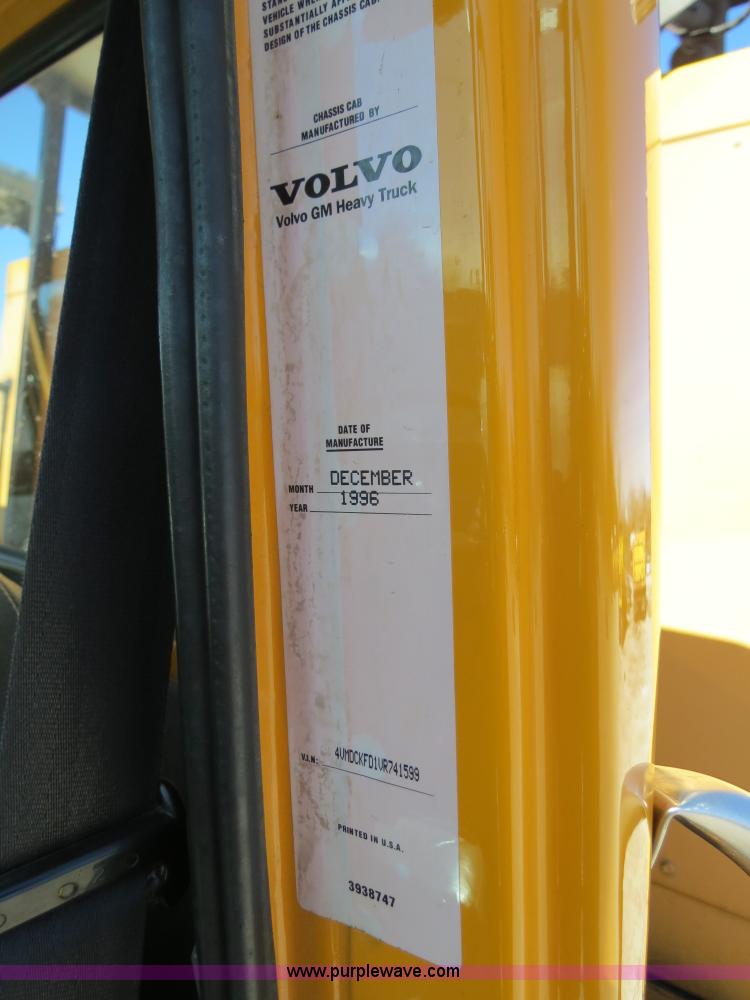 VEHICLE
SUBSTANTIALLY
DESIGN OF THE CHASSIS CAB.
CHASSIS CAB
MANUFACTURED BY
VOLVO
Volvo GM Heavy Truck
DATE OF
MANUFACTURE
MONTH DECEMBER
YEAR 1996
V.I.N: 4VMDCKFD1VR741599
PRINTED IN U.S.A.
3938747
www.purplewave.com